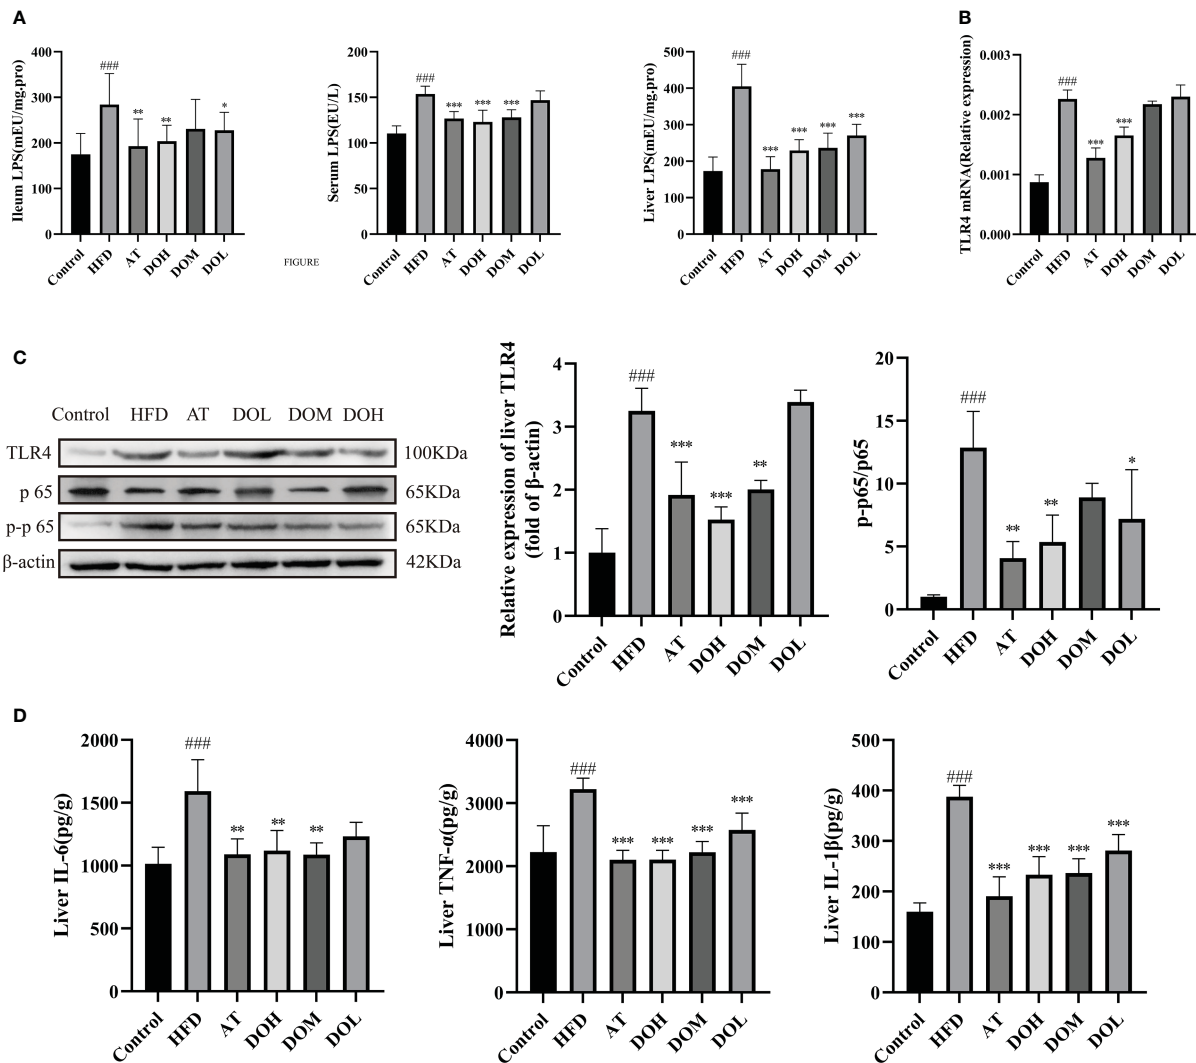 A
B
Ileum LPS(mEU/mg.pro)
400
300
200
100
0
###
**
**
*
Control
HFD
AT
DOH
DOM
DOL
FIGURE
Serum LPS(EU/L)
200
150
100
50
0
###
***
***
***
Control
HFD
AT
DOH
DOM
DOL
Liver LPS(mEU/mg.pro)
500
400
300
200
100
0
###
***
***
***
***
Control
HFD
AT
DOH
DOM
DOL
TLR4 mRNA(Relative expression)
0.003
0.002
0.001
0.000
###
***
***
Control
HFD
AT
DOH
DOM
DOL
C
Control HFD AT DOL DOM DOH
TLR4 100KDa
p 65 65KDa
p-p 65 65KDa
β-actin 42KDa
Relative expression of liver TLR4
(fold of β-actin)
4
3
2
1
0
###
***
***
**
Control
HFD
AT
DOH
DOM
DOL
p-p65/p65
20
15
10
5
0
###
**
**
*
Control
HFD
AT
DOH
DOM
DOL
D
Liver IL-6(pg/g)
2000
1500
1000
500
0
###
**
**
**
Control
HFD
AT
DOH
DOM
DOL
Liver TNF-α(pg/g)
4000
3000
2000
1000
0
###
***
***
***
***
Control
HFD
AT
DOH
DOM
DOL
Liver IL-1β(pg/g)
500
400
300
200
100
0
###
***
***
***
***
Control
HFD
AT
DOH
DOM
DOL